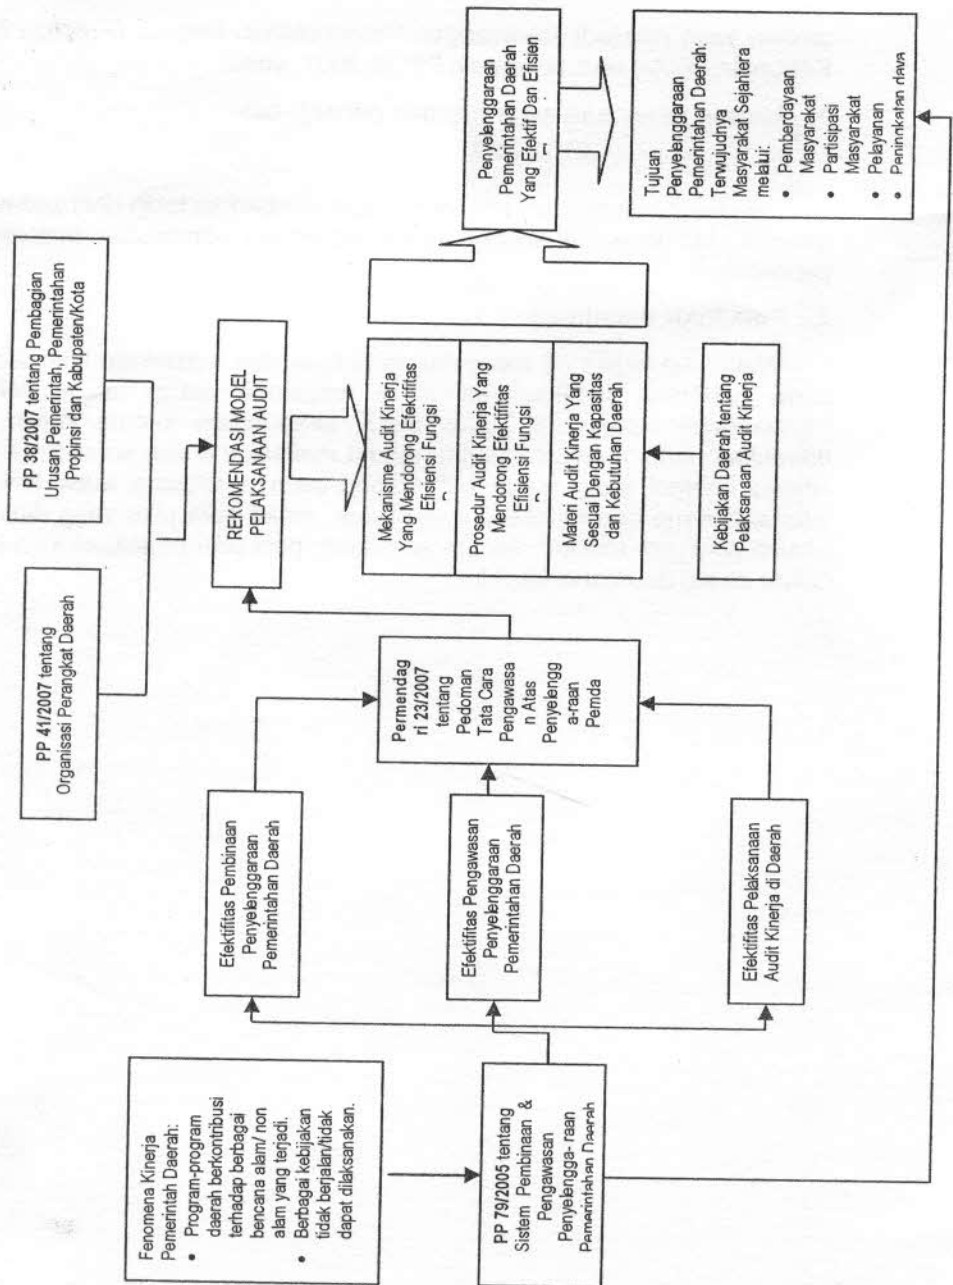 Fenomena Kinerja
Pemerintah Daerah:
• Program-program
daerah berkontribusi
terhadap berbagai
bencana alam/ non
alam yang terjadi.
• Berbagai kebijakan
tidak berjalan/tidak
dapat dilaksanakan.
PP 79/2005 tentang
Sistem Pembinaan &
Pengawasan
Penyelengga- raan
Pemerintahan Daerah
Efektifitas Pembinaan
Penyelenggaraan
Pemerintahan Daerah
Efektifitas Pengawasan
Penyelenggaraan
Pemerintahan Daerah
Efektifitas Pelaksanaan
Audit Kinerja di Daerah
PP 41/2007 tentang
Organisasi Perangkat Daerah
PP 38/2007 tentang Pembagian
Urusan Pemerintah, Pemerintahan
Propinsi dan Kabupaten/Kota
Permendag
ri 23/2007
tentang
Pedoman
Tata Cara
Pengawasa
n Atas
Penyelengg
a-raan
Pemda
REKOMENDASI MODEL
PELAKSANAAN AUDIT
Mekanisme Audit Kinerja
Yang Mendorong Efektifitas
Efisiensi Fungsi
Prosedur Audit Kinerja Yang
Mendorong Efektifitas
Efisiensi Fungsi
Materi Audit Kinerja Yang
Sesuai Dengan Kapasitas
dan Kebutuhan Daerah
Kebijakan Daerah tentang
Pelaksanaan Audit Kinerja
Penyelenggaraan
Pemerintahan Daerah
Yang Efektif Dan Efisien
Tujuan
Penyelenggaraan
Pemerintahan Daerah:
Terwujudnya
Masyarakat Sejahtera
melalui:
• Pemberdayaan
Masyarakat
• Partisipasi
Masyarakat
• Pelayanan
• Peningkatan daya